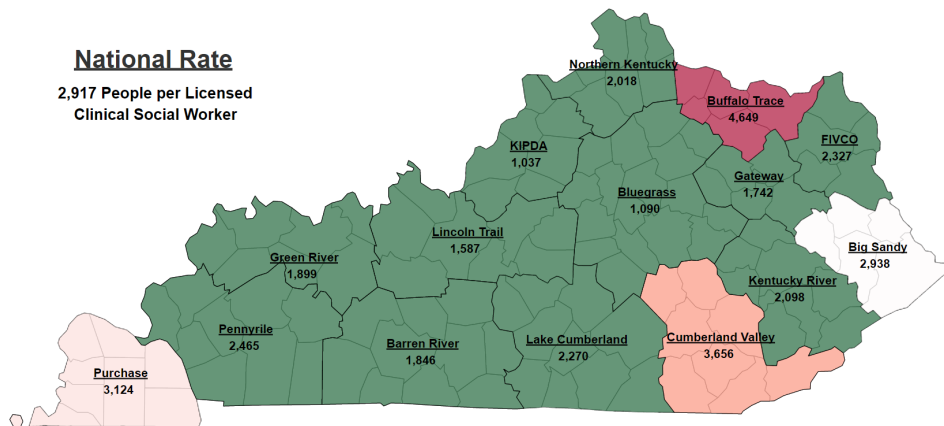 National Rate
2,917 People per Licensed
Clinical Social Worker
Northern Kentucky
2,018
Buffalo Trace
4,649
FIVCO
2,327
KIPDA
1,037
Gateway
1,742
Bluegrass
1,090
Lincoln Trail
1,587
Big Sandy
2,938
Green River
1,899
Kentucky River
2,098
Pennyrile
2,465
Barren River
1,846
Lake Cumberland
2,270
Cumberland Valley
3,656
Purchase
3,124